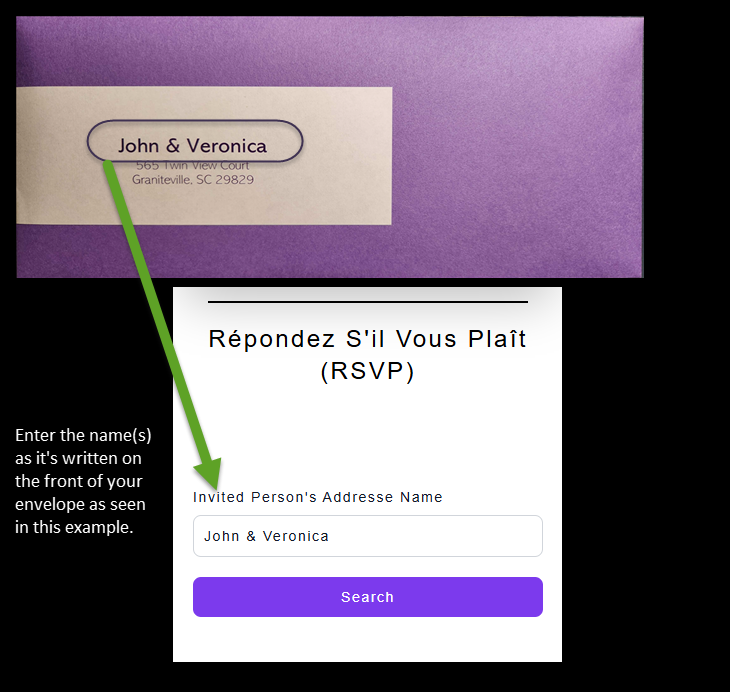 John & Veronica
565 Twin View Court
Graniteville, SC 29829
Répondez S'il Vous Plaît
(RSVP)
Enter the name(s)
as it's written on
the front of your
envelope as seen
in this example.
Invited Person's Addresse Name
John & Veronica
Search